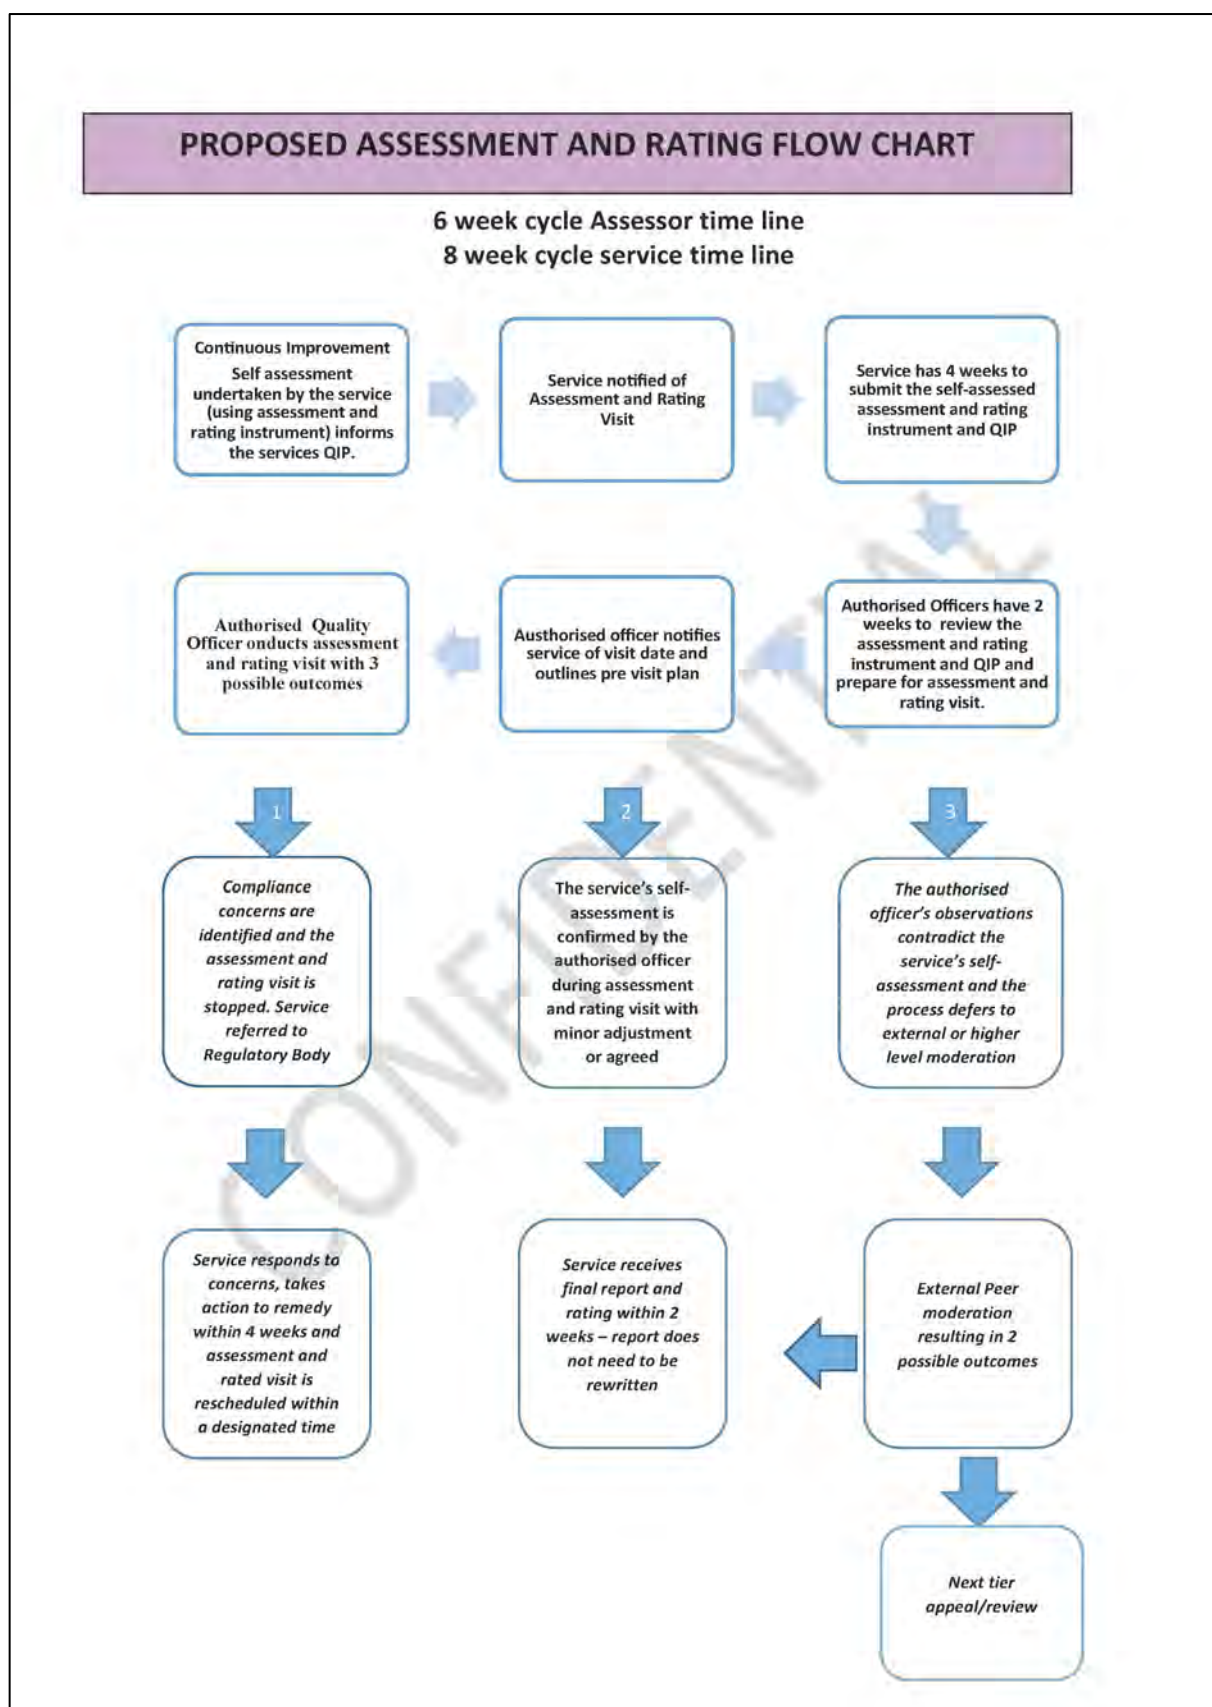 PROPOSED ASSESSMENT AND RATING FLOW CHART
6 week cycle Assessor time line
8 week cycle service time line
Continuous Improvement
Self assessment
undertaken by the service
(using assessment and
rating instrument) informs
the services QIP.
Service notified of
Assessment and Rating
Visit
Service has 4 weeks to
submit the self-assessed
assessment and rating
instrument and QIP
Authorised Officers have 2
weeks to review the
assessment and rating
instrument and QIP and
prepare for assessment and
rating visit.
Austhorised officer notifies
service of visit date and
outlines pre visit plan
Authorised Quality
Officer onducts assessment
and rating visit with 3
possible outcomes
1
2
3
Compliance
concerns are
identified and the
assessment and
rating visit is
stopped. Service
referred to
Regulatory Body
The service's self-
assessment is
confirmed by the
authorised officer
during assessment
and rating visit with
minor adjustment
or agreed
The authorised
officer's observations
contradict the
service's self-
assessment and the
process defers to
external or higher
level moderation
Service responds to
concerns, takes
action to remedy
within 4 weeks and
assessment and
rated visit is
rescheduled within
a designated time
Service receives
final report and
rating within 2
weeks – report does
not need to be
rewritten
External Peer
moderation
resulting in 2
possible outcomes
Next tier
appeal/review
CONFIDENTIAL